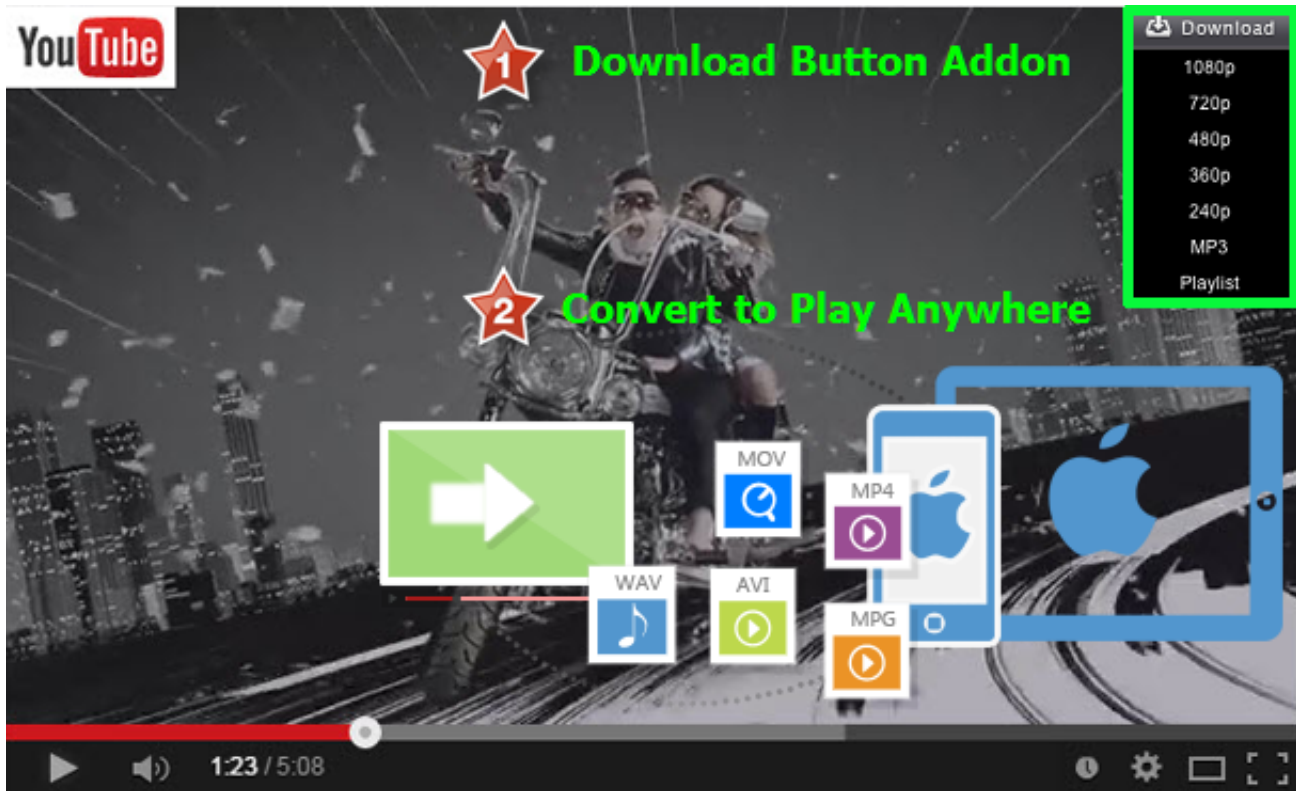 YouTube
1
Download Button Addon
Download
1080p
720p
480p
360p
240p
MP3
Playlist
2
Convert to Play Anywhere
MOV
MP4
WAV
AVI
MPG
1:23 / 5:08